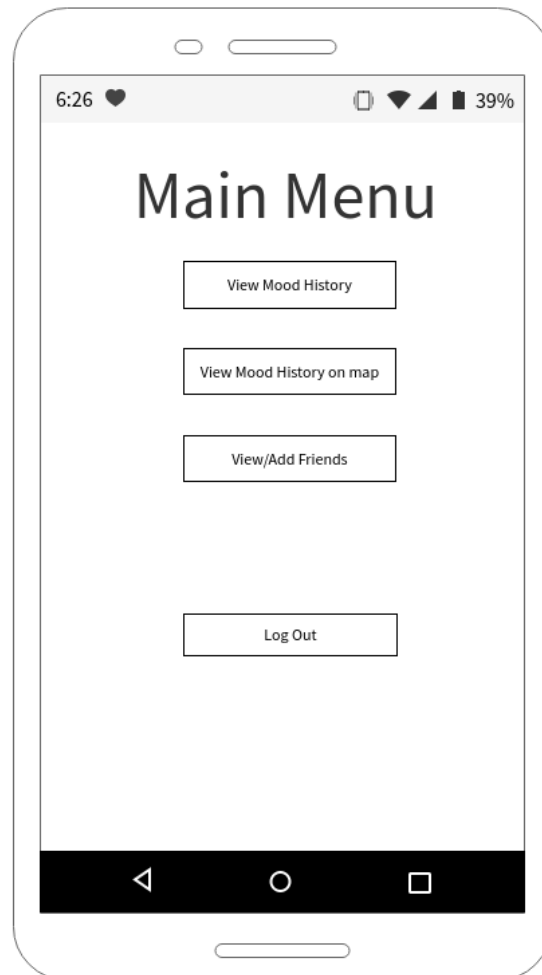 6:26 39%
Main Menu
View Mood History
View Mood History on map
View/Add Friends
Log Out